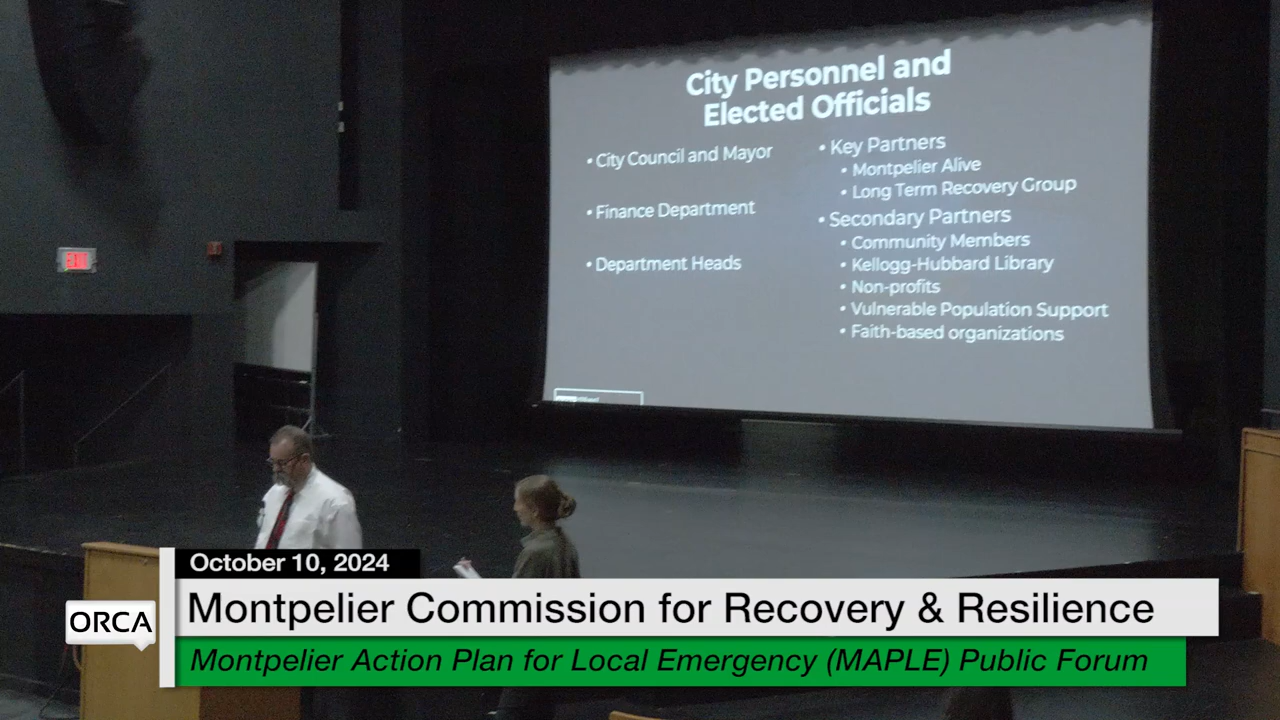 City Personnel and
Elected Officials
• City Council and Mayor
• Finance Department
• Department Heads
• Key Partners
• Montpelier Alive
• Long Term Recovery Group
• Secondary Partners
• Community Members
• Kellogg-Hubbard Library
• Non-profits
• Vulnerable Population Support
• Faith-based organizations
EXIT
October 10, 2024
ORCA
Montpelier Commission for Recovery & Resilience
Montpelier Action Plan for Local Emergency (MAPLE) Public Forum